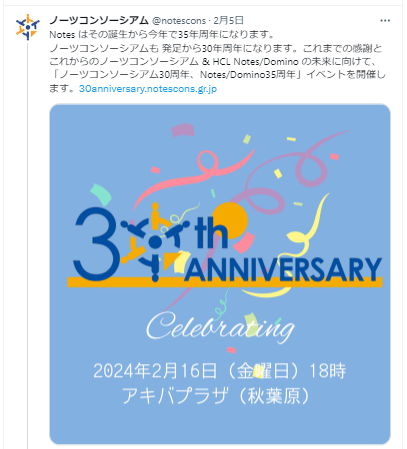 ノーツコンソーシアム @notescons · 2月5日
Notes はその誕生から今年で35年周年になります。
ノーツコンソーシアムも 発足から30年周年になります。これまでの感謝と
これからのノーツコンソーシアム & HCL Notes/Domino の未来に向けて、
「ノーツコンソーシアム30周年、Notes/Domino35周年」イベントを開催し
ます。30anniversary.notescons.gr.jp
30th
ANNIVERSARY
Celebrating
2024年2月16日（金曜日）18時
アキバプラザ（秋葉原）